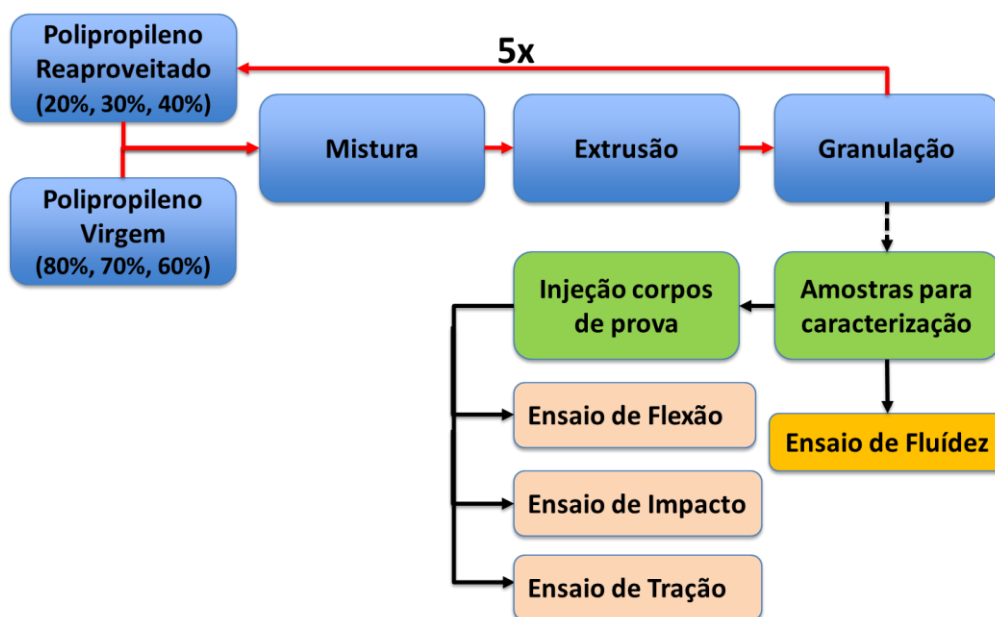 Polipropileno
Reaproveitado
(20%, 30%, 40%)
5x
Mistura
Extrusão
Granulação
Polipropileno
Virgem
(80%, 70%, 60%)
Injeção corpos
de prova
Amostras para
caracterização
Ensaio de Flexão
Ensaio de Fluídez
Ensaio de Impacto
Ensaio de Tração